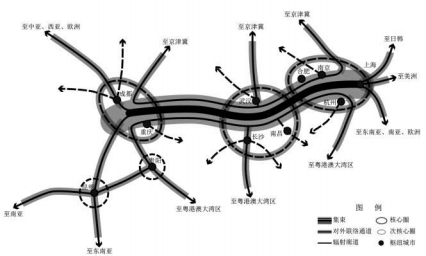 至中亚、西亚、欧洲
至京津冀
至京津冀
至京津冀
至日韩
上海
至美洲
合肥
南京
杭州
成都
重庆
长沙
南昌
至东南亚、南亚、欧洲
至粤港澳大湾区
至粤港澳大湾区
至粤港澳大湾区
至南亚
至东南亚
图 例
集束
核心圈
对外联络通道
次核心圈
辐射廊道
枢纽城市